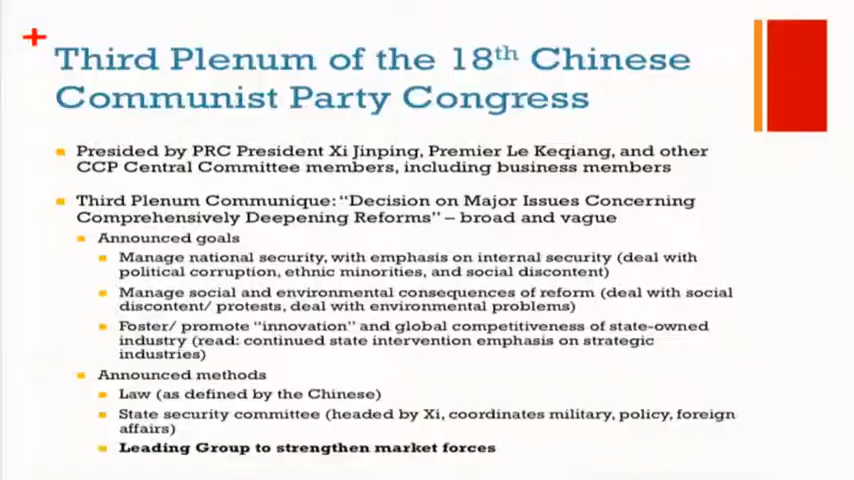 Third Plenum of the 18th Chinese
Communist Party Congress
Presided by PRC President Xi Jinping, Premier Le Keqiang, and other
CCP Central Committee members, including business members
Third Plenum Communique: “Decision on Major Issues Concerning
Comprehensively Deepening Reforms” – broad and vague
Announced goals
Manage national security, with emphasis on internal security (deal with
political corruption, ethnic minorities, and social discontent)
Manage social and environmental consequences of reform (deal with social
discontent/ protests, deal with environmental problems)
Foster/ promote “innovation” and global competitiveness of state-owned
industry (read: continued state intervention emphasis on strategic
industries)
Announced methods
Law (as defined by the Chinese)
State security committee (headed by Xi, coordinates military, policy, foreign
affairs)
Leading Group to strengthen market forces